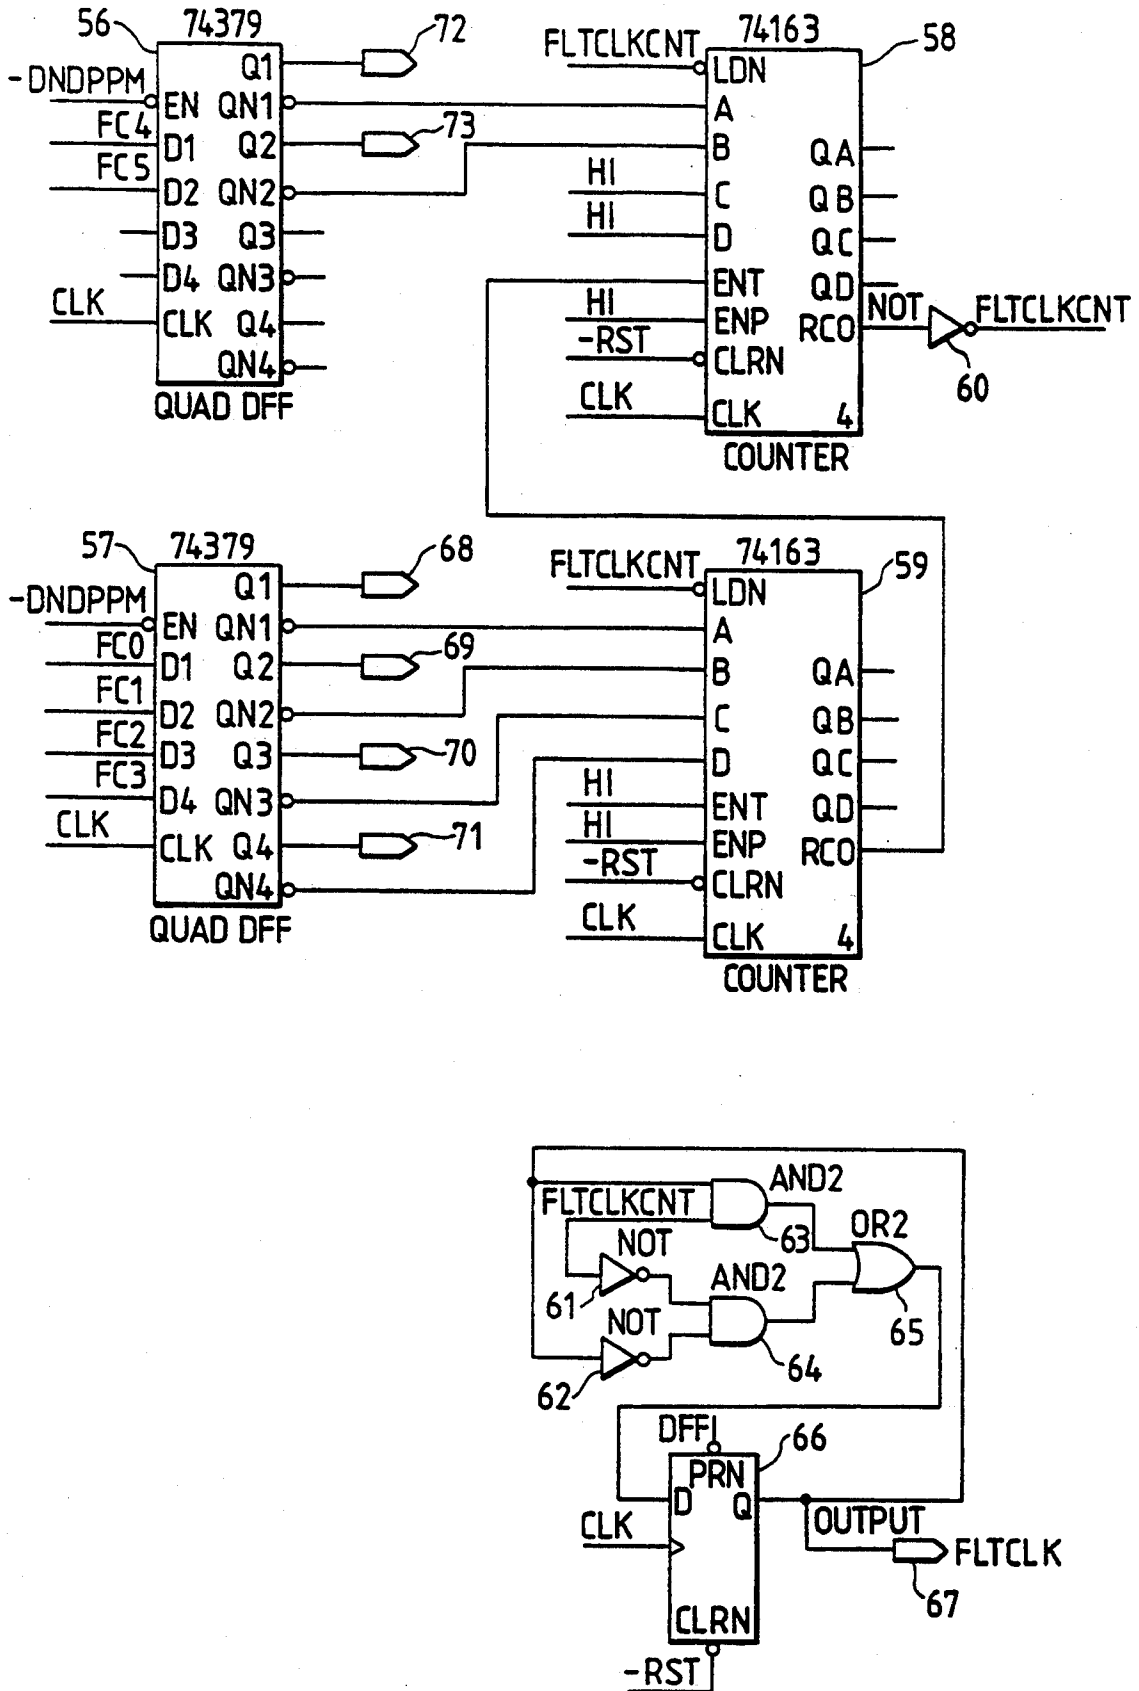 56
74379
72
-DNDPPM
EN
FC4
D1
FC5
D2
D3
D4
CLK
CLK
Q1
QN1
Q2
QN2
Q3
QN3
Q4
QN4
73
QUAD DFF
74163
58
FLTCLKCNT
LDN
A
B
HI
C
HI
D
ENT
HI
ENP
-RST
CLRN
CLK
CLK
QA
QB
QC
QD
RCO
4
NOT
FLTCLKCNT
60
COUNTER
57
74379
68
-DNDPPM
EN
FC0
D1
FC1
D2
FC2
D3
FC3
D4
CLK
CLK
Q1
QN1
Q2
QN2
Q3
QN3
Q4
QN4
69
70
71
QUAD DFF
74163
59
FLTCLKCNT
LDN
A
B
C
D
HI
ENT
HI
ENP
-RST
CLRN
CLK
CLK
QA
QB
QC
QD
RCO
4
COUNTER
AND2
FLTCLKCNT
63
OR2
NOT
61
AND2
65
NOT
64
62
DFF
66
PRN
D
Q
CLK
OUTPUT
FLTCLK
67
CLRN
-RST